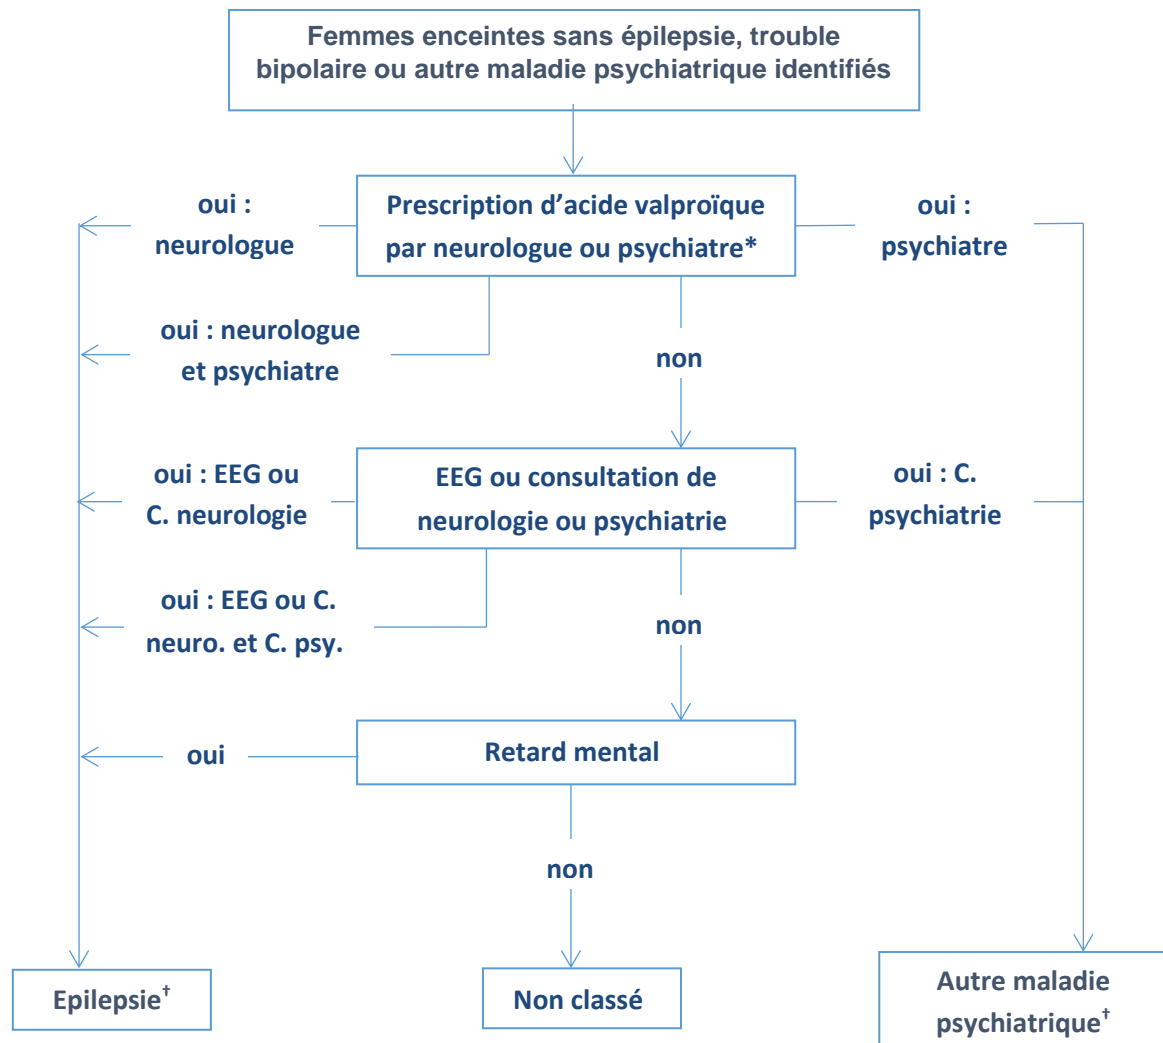 Femmes enceintes sans épilepsie, trouble
bipolaire ou autre maladie psychiatrique identifiés
oui :
neurologue
Prescription d’acide valproïque
par neurologue ou psychiatre*
oui :
psychiatre
oui : neurologue
et psychiatre
non
oui : EEG ou
C. neurologie
EEG ou consultation de
neurologie ou psychiatrie
oui : C.
psychiatrie
oui : EEG ou C.
neuro. et C. psy.
non
oui
Retard mental
non
Epilepsie†
Non classé
Autre maladie
psychiatrique†